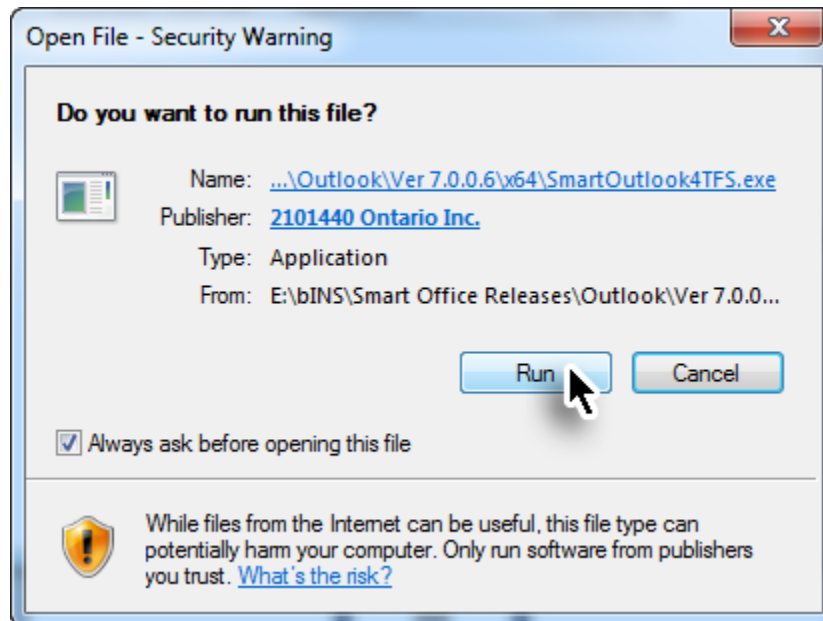 Open File - Security Warning
Do you want to run this file?
Name: ...\Outlook\Ver 7.0.0.6\x64\SmartOutlook4TFS.exe
Publisher: 2101440 Ontario Inc.
Type: Application
From: E:\bINS\Smart Office Releases\Outlook\Ver 7.0.0...
Run Cancel
Always ask before opening this file
While files from the Internet can be useful, this file type can
potentially harm your computer. Only run software from publishers
you trust. What's the risk?